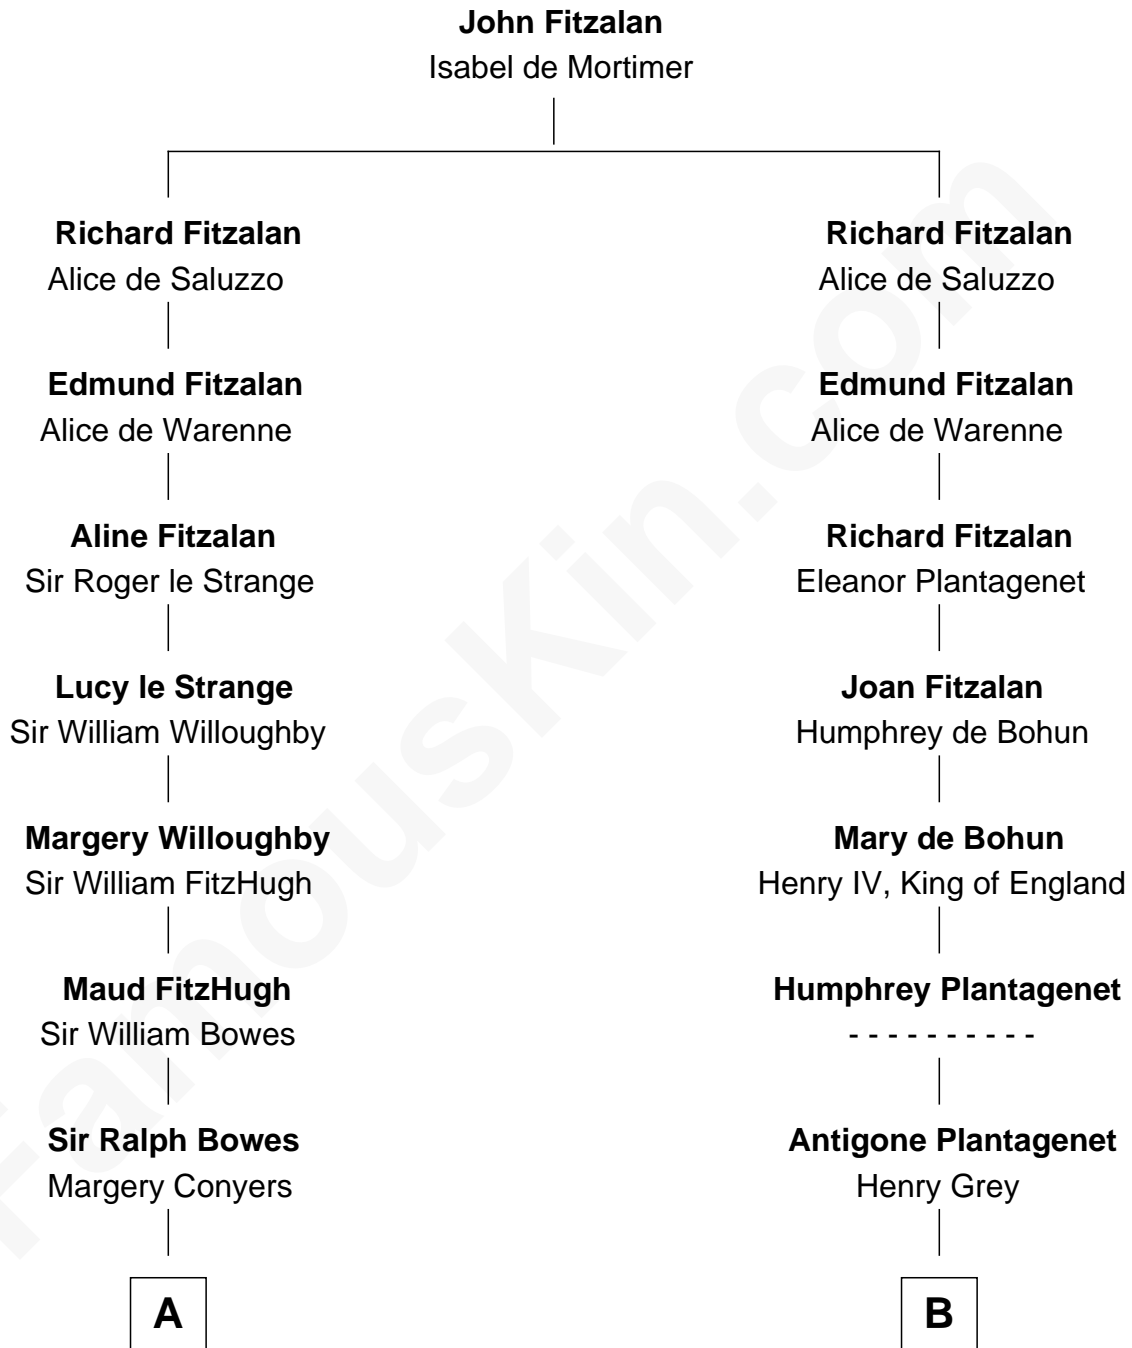 John Fitzalan
Isabel de Mortimer
Richard Fitzalan
Alice de Saluzzo
Richard Fitzalan
Alice de Saluzzo
Edmund Fitzalan
Alice de Warenne
Edmund Fitzalan
Alice de Warenne
Aline Fitzalan
Sir Roger le Strange
Richard Fitzalan
Eleanor Plantagenet
Lucy le Strange
Sir William Willoughby
Joan Fitzalan
Humphrey de Bohun
Margery Willoughby
Sir William FitzHugh
Mary de Bohun
Henry IV, King of England
Maud FitzHugh
Sir William Bowes
Humphrey Plantagenet
- - - - - - - - - -
Sir Ralph Bowes
Margery Conyers
Antigone Plantagenet
Henry Grey
A
B
FamousKin.com